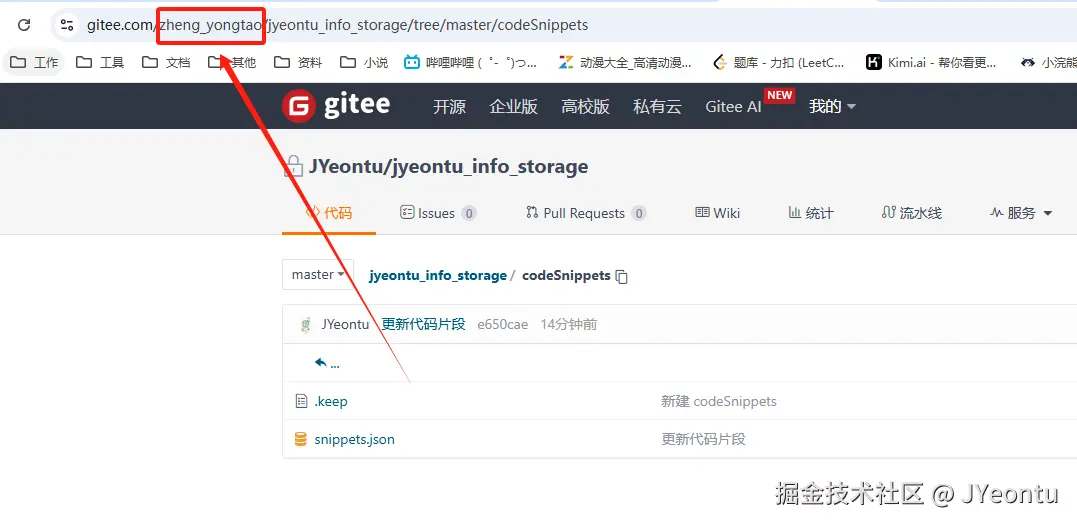 gitee.com/zheng_yongtao/jyeontu_info_storage/tree/master/codeSnippets
工作 工具 文档 其他 资料 小说 哔哩哔哩 (゜-゜)つ... 动漫大全_高清动漫... 题库 - 力扣 (LeetC... Kimi.ai - 帮你看更... 小浣熊
gitee 开源 企业版 高校版 私有云 Gitee AI NEW 我的
JYeontu/jyeontu_info_storage
代码 Issues 0 Pull Requests 0 Wiki 统计 流水线 服务
master jyeontu_info_storage / codeSnippets
JYeontu 更新代码片段 e650cae 14分钟前
...
.keep 新建 codeSnippets
snippets.json 更新代码片段
掘金技术社区 @ JYeontu